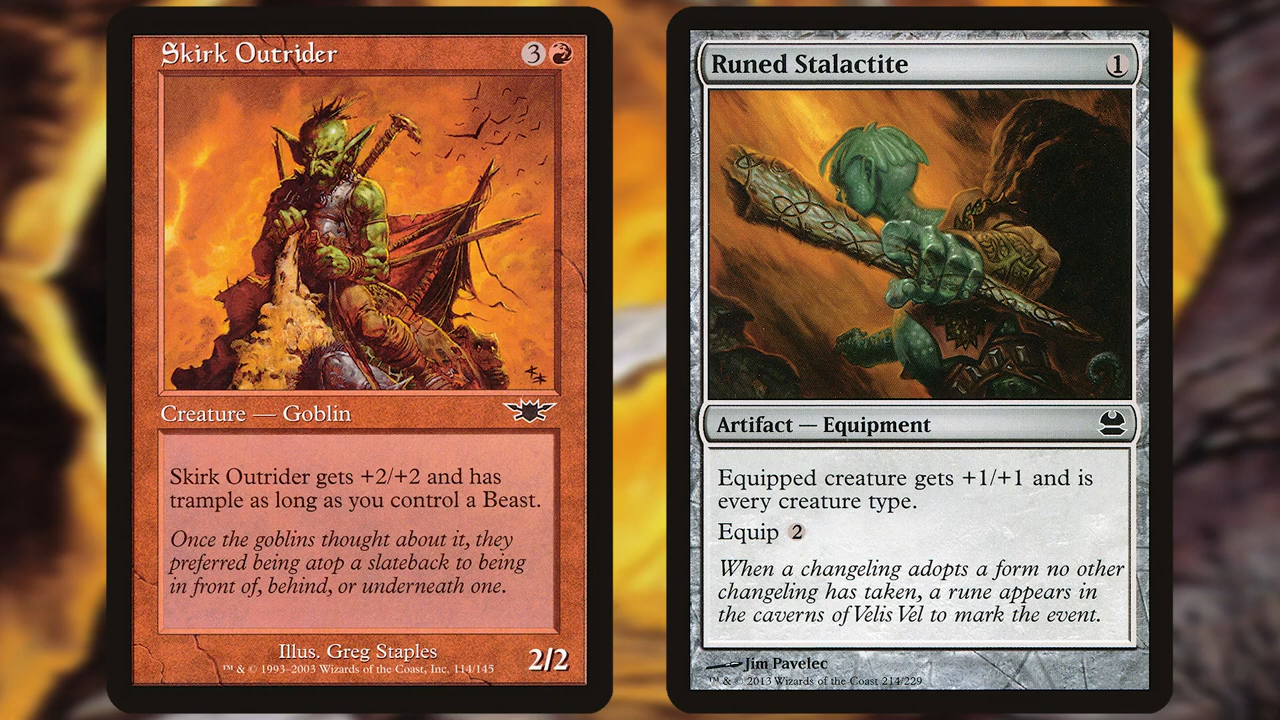 Skirk Outrider
3
Creature — Goblin
Skirk Outrider gets +2/+2 and has
trample as long as you control a Beast.
Once the goblins thought about it, they
preferred being atop a slateback to being
in front of, behind, or underneath one.
Illus. Greg Staples
™ & © 1993–2003 Wizards of the Coast, Inc. 114/145
2/2
Runed Stalactite
1
Artifact — Equipment
Equipped creature gets +1/+1 and is
every creature type.
Equip 2
When a changeling adopts a form no other
changeling has taken, a rune appears in
the caverns of Velis Vel to mark the event.
Jim Pavelec
™ & © 2013 Wizards of the Coast 214/229